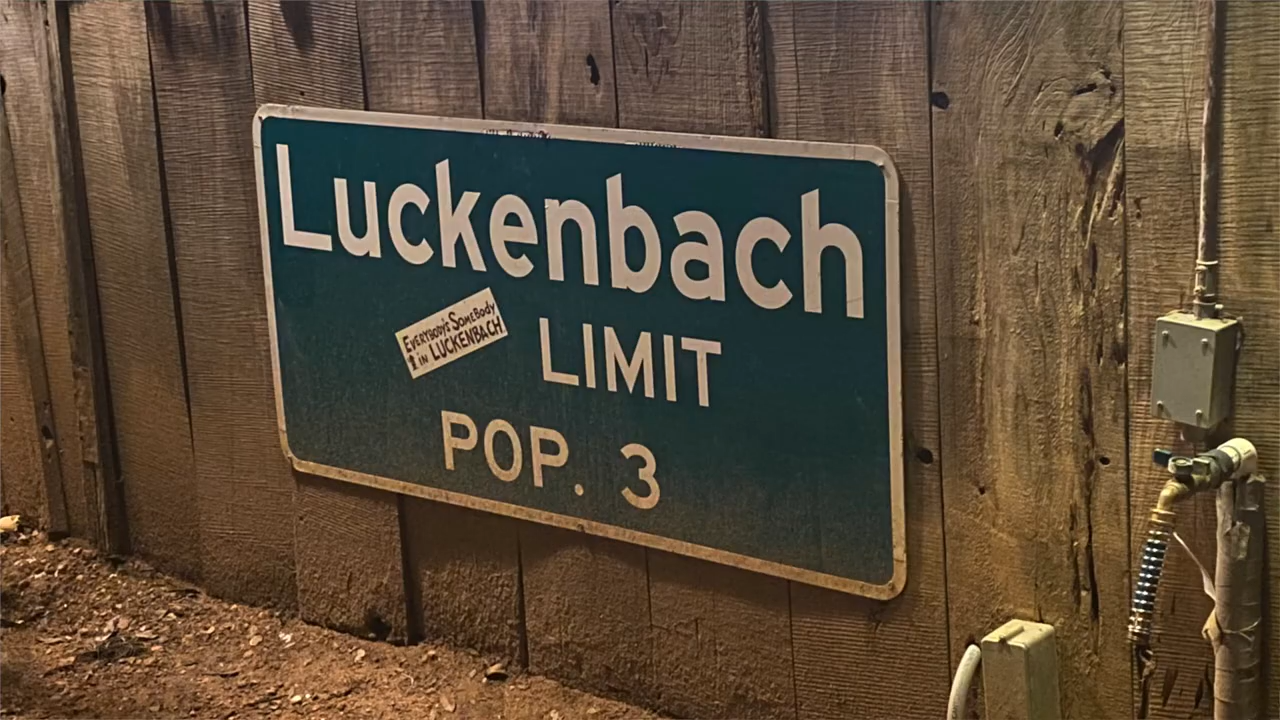 Luckenbach
EVERYBODY'S SOMEBODY
IN LUCKENBACH
LIMIT
POP. 3